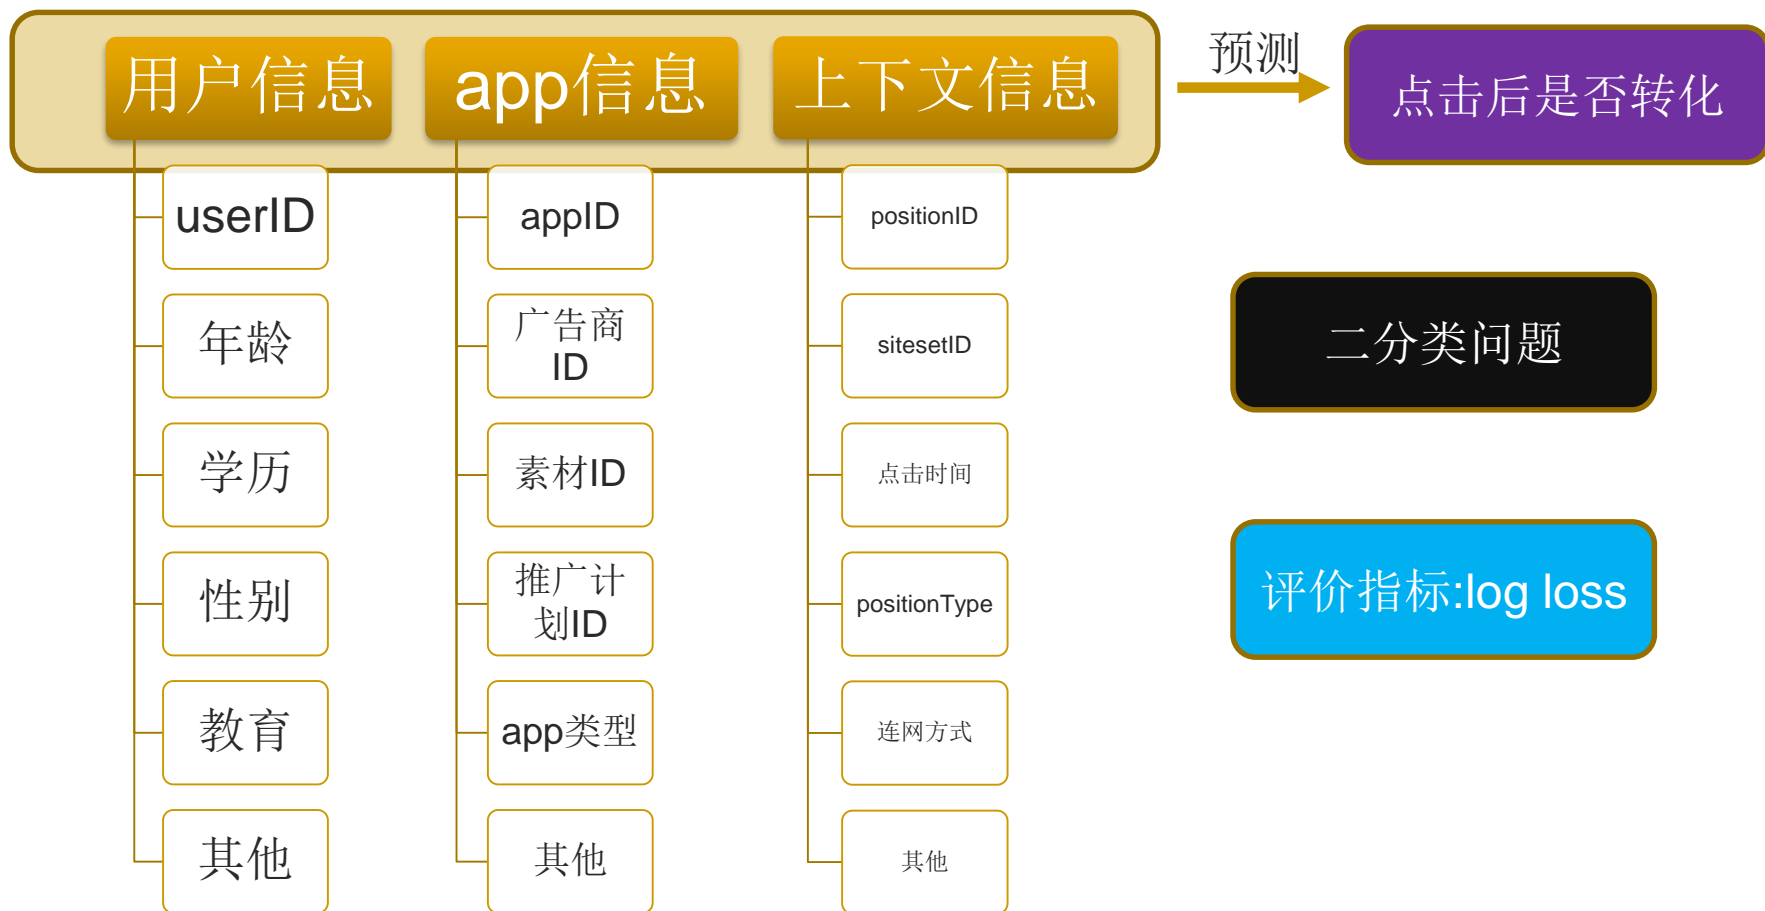 用户信息
app信息
上下文信息
预测
点击后是否转化
userID
年龄
学历
性别
教育
其他
appID
广告商
ID
素材ID
推广计
划ID
app类型
其他
positionID
sitesetID
点击时间
positionType
连网方式
其他
二分类问题
评价指标:log loss